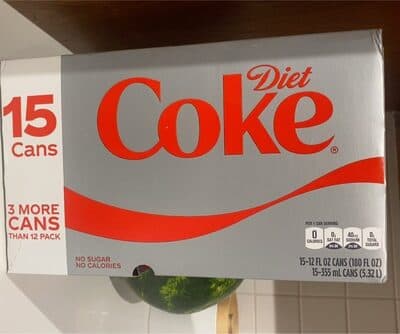 15
Cans
3 MORE
CANS
THAN 12 PACK
Diet
Coke®
NO SUGAR
NO CALORIES
PER 1 CAN SERVING
0
CALORIES
0g
SAT FAT
0% DV
40mg
SODIUM
2% DV
0g
TOTAL
SUGARS
15-12 FL OZ CANS (180 FL OZ)
15-355 mL CANS (5.32 L)